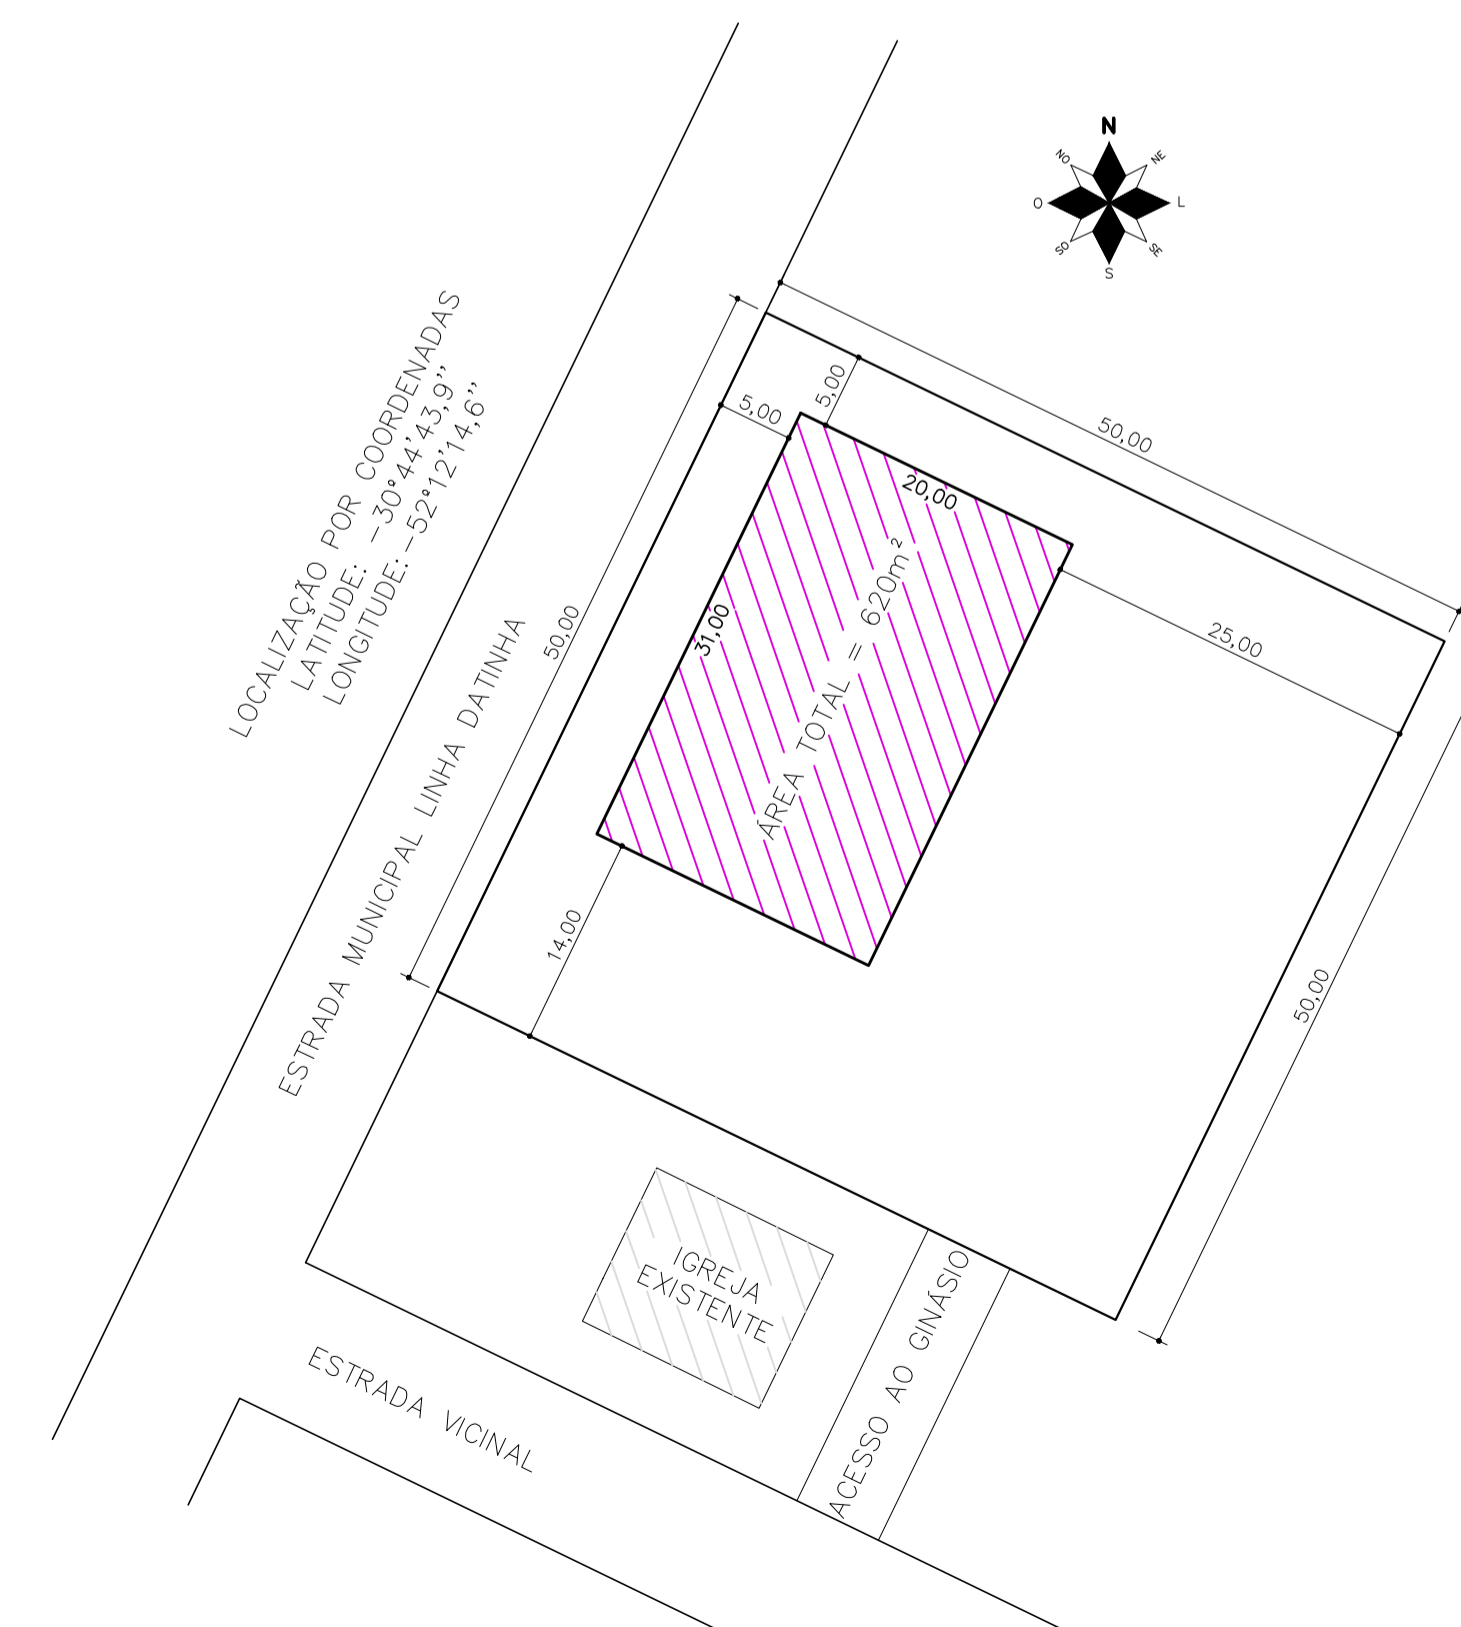 N
NO
NE
O
L
SO
SE
S
LOCALIZAÇÃO POR COORDENADAS
LATITUDE: -30°44'43,9"
LONGITUDE: -52°12'14,6"
5,00
5,00
50,00
20,00
50,00
31,00
25,00
ÁREA TOTAL = 620m²
ESTRADA MUNICIPAL LINHA DATINHA
14,00
50,00
IGREJA
EXISTENTE
ACESSO AO GINÁSIO
ESTRADA VICINAL